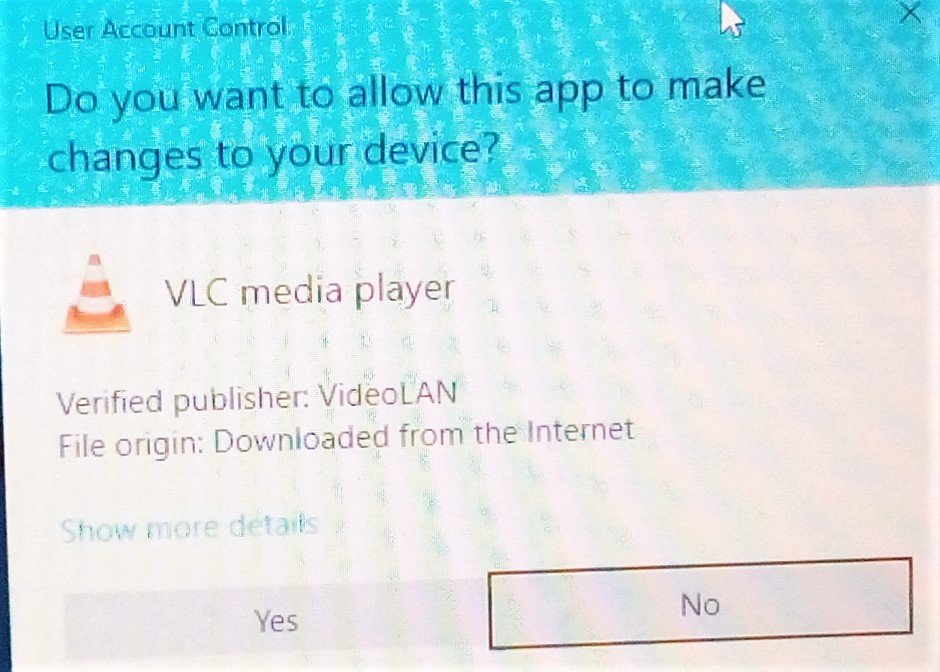 User Account Control
Do you want to allow this app to make
changes to your device?
VLC media player
Verified publisher: VideoLAN
File origin: Downloaded from the Internet
Show more details
Yes
No